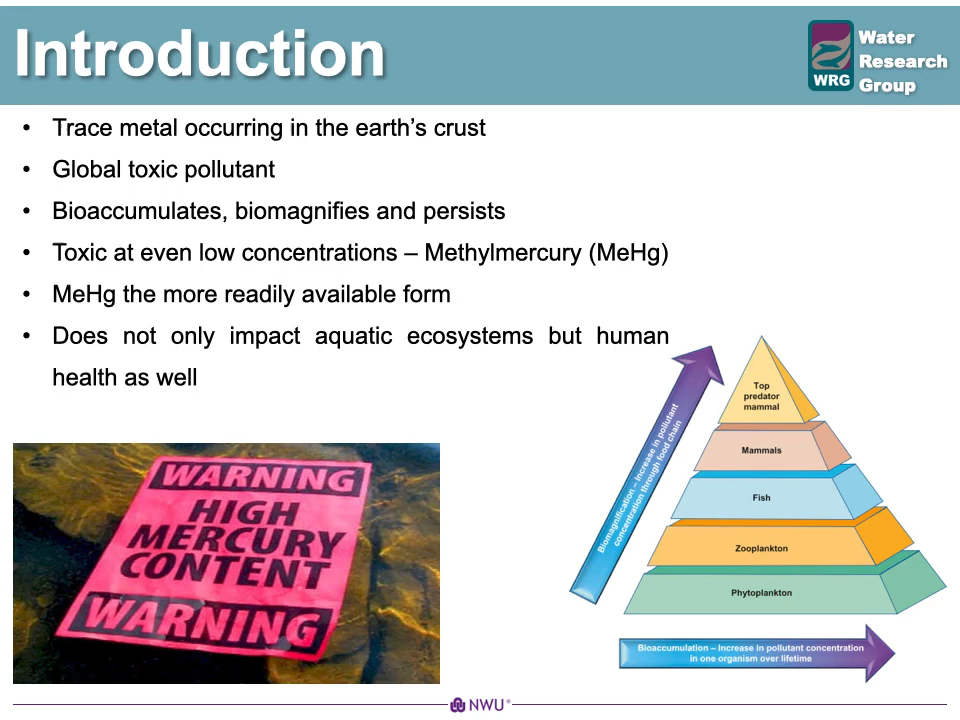 Introduction
WRG
Water
Research
Group
• Trace metal occurring in the earth’s crust
• Global toxic pollutant
• Bioaccumulates, biomagnifies and persists
• Toxic at even low concentrations – Methylmercury (MeHg)
• MeHg the more readily available form
• Does not only impact aquatic ecosystems but human
health as well
WARNING
HIGH
MERCURY
CONTENT
WARNING
Biomagnification – Increase in pollutant
concentration through food chain
Top
predator
mammal
Mammals
Fish
Zooplankton
Phytoplankton
Bioaccumulation – Increase in pollutant concentration
in one organism over lifetime
NWU®